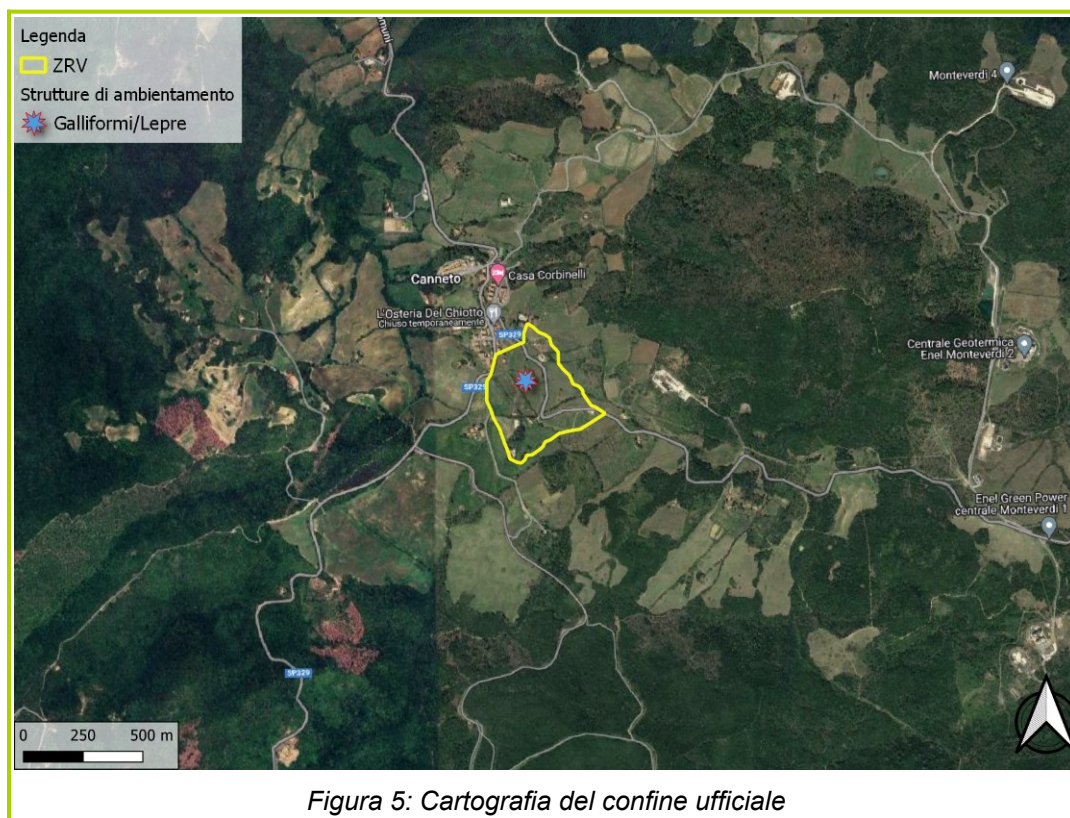 Legenda
ZRV
Strutture di ambientamento
Galliformi/Lepre
Monteverdi 4
Canneto
Casa Corbinelli
L'Osteria Del Ghiotto
Chiuso temporaneamente
SP329
SP329
Centrale Geotermica
Enel Monteverdi 2
Enel Green Power
centrale Monteverdi 1
SP329
0 250 500 m
Figura 5: Cartografia del confine ufficiale